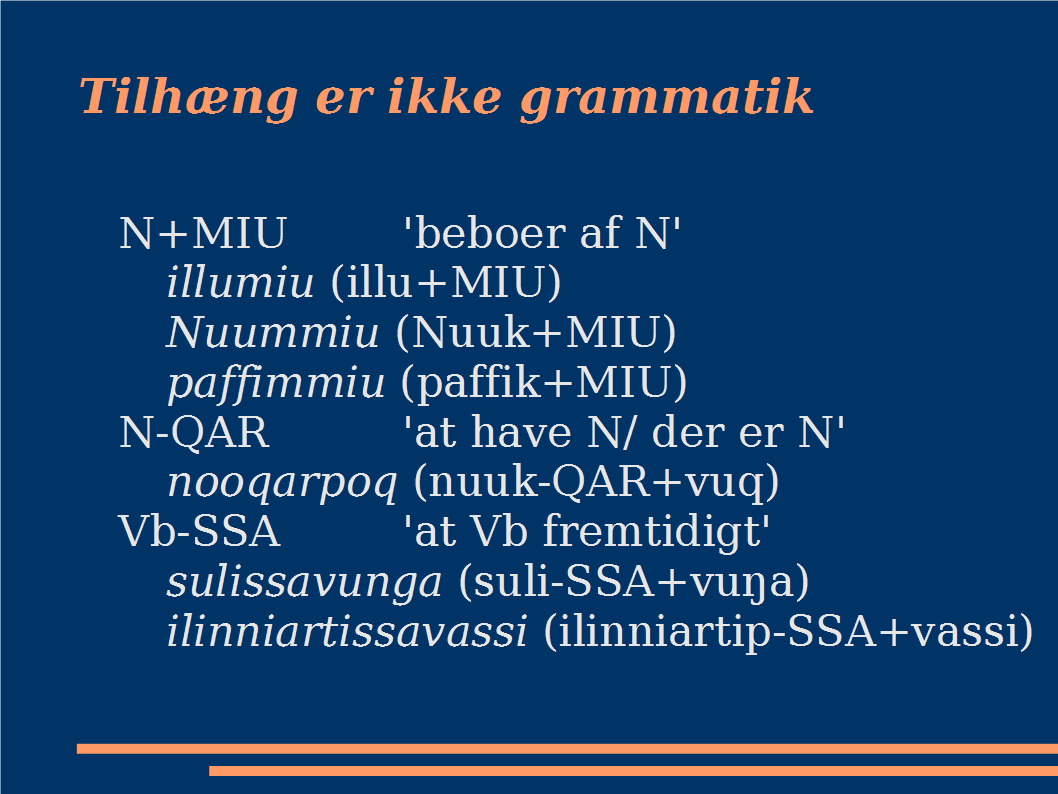 Tilhæng er ikke grammatik
N+MIU 'beboer af N'
illumiu (illu+MIU)
Nuummiu (Nuuk+MIU)
paffimmiu (paffik+MIU)
N-QAR 'at have N/ der er N'
nooqarpoq (nuuk-QAR+vuq)
Vb-SSA 'at Vb fremtidigt'
sulissavunga (suli-SSA+vuŋa)
ilinniartissavassi (ilinniartip-SSA+vassi)